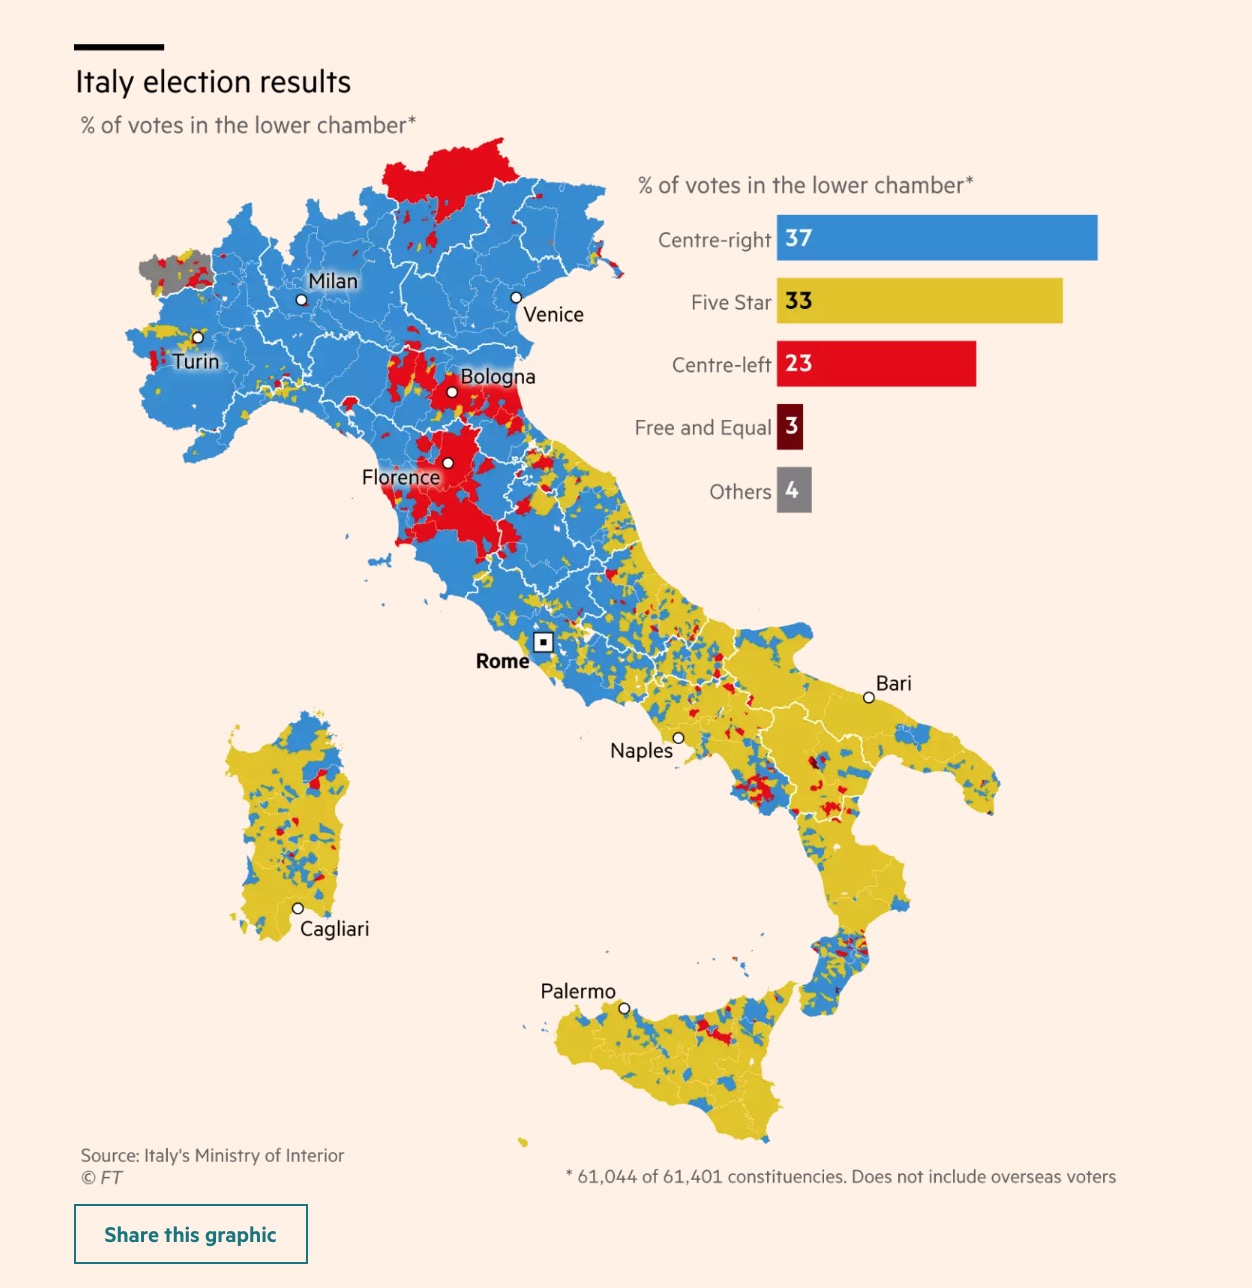 Italy election results
% of votes in the lower chamber*
% of votes in the lower chamber*
Centre-right 37
Five Star 33
Centre-left 23
Free and Equal 3
Others 4
Milan
Venice
Turin
Bologna
Florence
Rome
Bari
Naples
Cagliari
Palermo
Source: Italy's Ministry of Interior
© FT
* 61,044 of 61,401 constituencies. Does not include overseas voters
Share this graphic